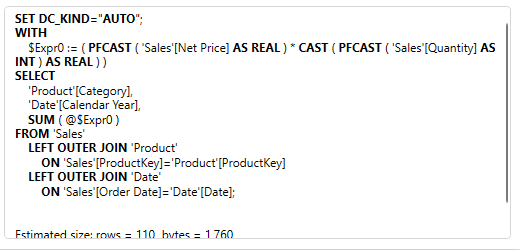 SET DC_KIND="AUTO";
WITH
$Expr0 := ( PFCAST ( 'Sales'[Net Price] AS REAL ) * CAST ( PFCAST ( 'Sales'[Quantity] AS
INT ) AS REAL ) )
SELECT
'Product'[Category],
'Date'[Calendar Year],
SUM ( @$Expr0 )
FROM 'Sales'
LEFT OUTER JOIN 'Product'
ON 'Sales'[ProductKey]='Product'[ProductKey]
LEFT OUTER JOIN 'Date'
ON 'Sales'[Order Date]='Date'[Date];
Estimated size: rows = 110 bytes = 1,760